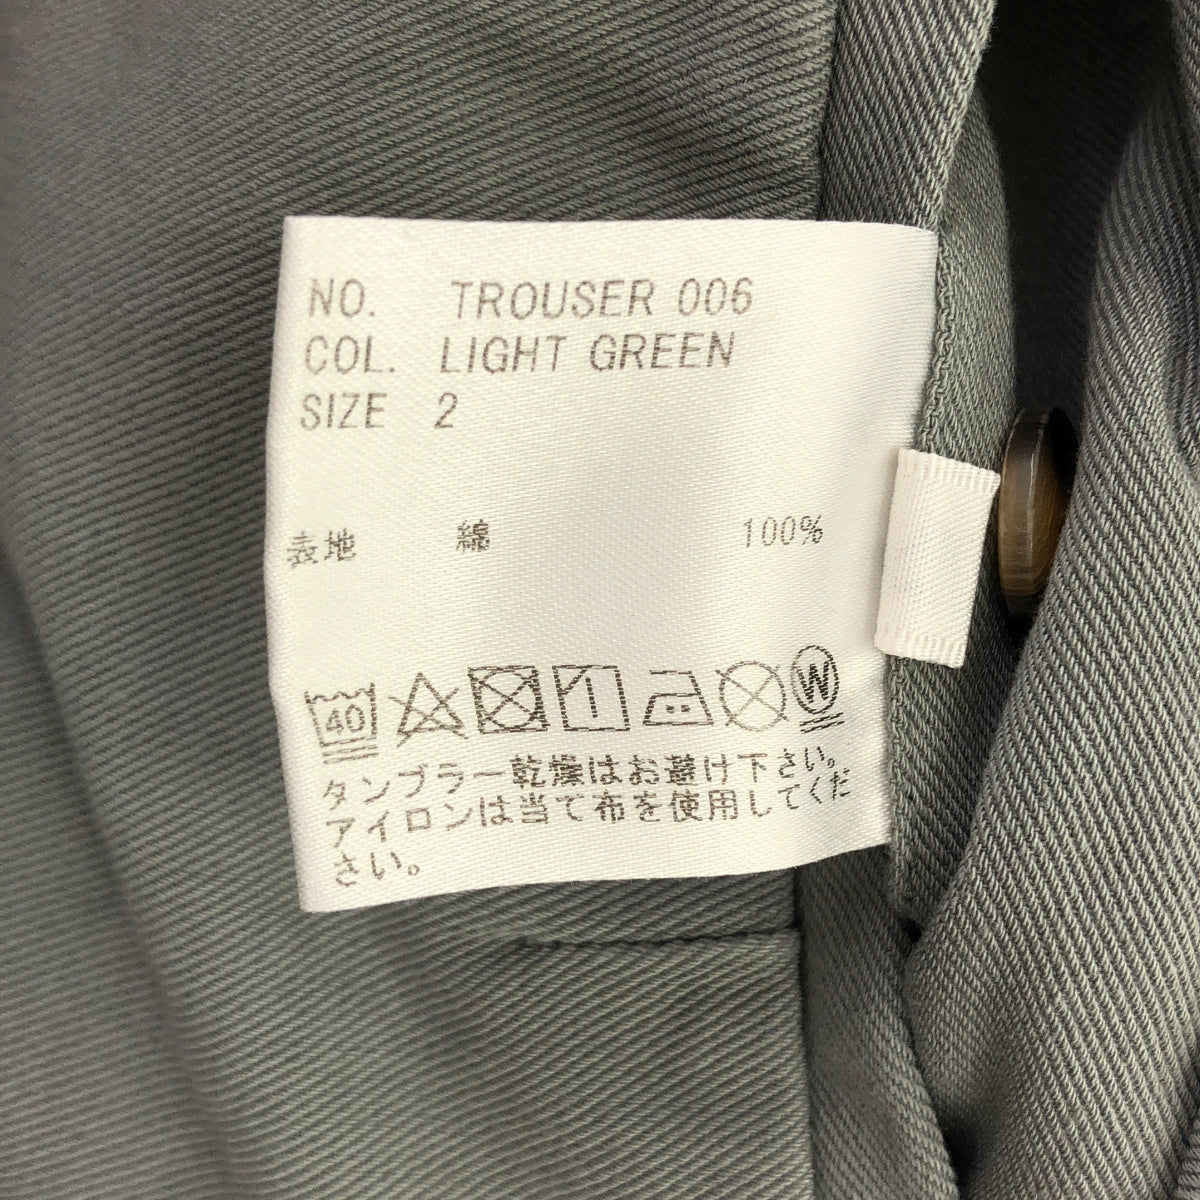 NO. TROUSER 006
COL. LIGHT GREEN
SIZE 2
表地 綿 100%
40 W
タンブラー乾燥はお避け下さい。
アイロンは当て布を使用してくだ
さい。